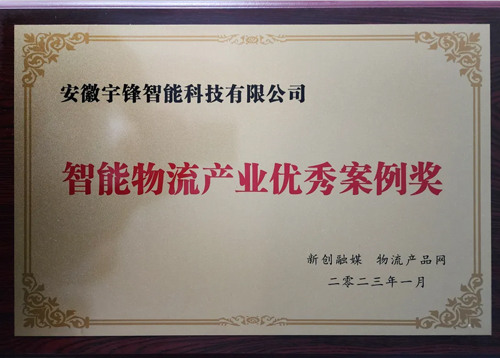 安徽宇锋智能科技有限公司
智能物流产业优秀案例奖
新创融媒 物流产品网
二零二三年一月